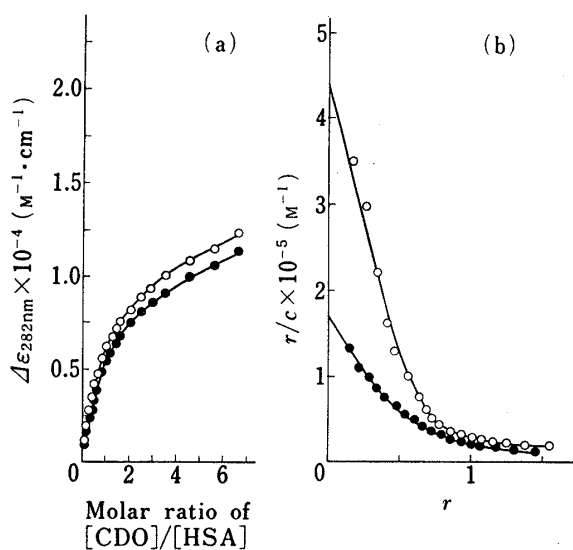 (a)
Δε282nm×10⁻⁴ (M⁻¹·cm⁻¹)
2.0
1.5
1.0
0.5
0 2 4 6
Molar ratio of
[CDO]/[HSA]
(b)
r/c×10⁻⁵ (M⁻¹)
5
4
3
2
1
0 1
r